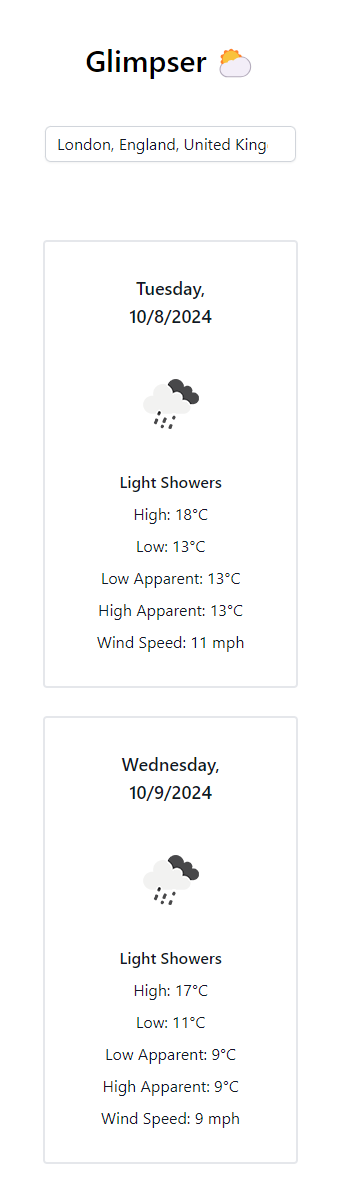 Glimpser
London, England, United King
Tuesday,
10/8/2024
Light Showers
High: 18°C
Low: 13°C
Low Apparent: 13°C
High Apparent: 13°C
Wind Speed: 11 mph
Wednesday,
10/9/2024
Light Showers
High: 17°C
Low: 11°C
Low Apparent: 9°C
High Apparent: 9°C
Wind Speed: 9 mph